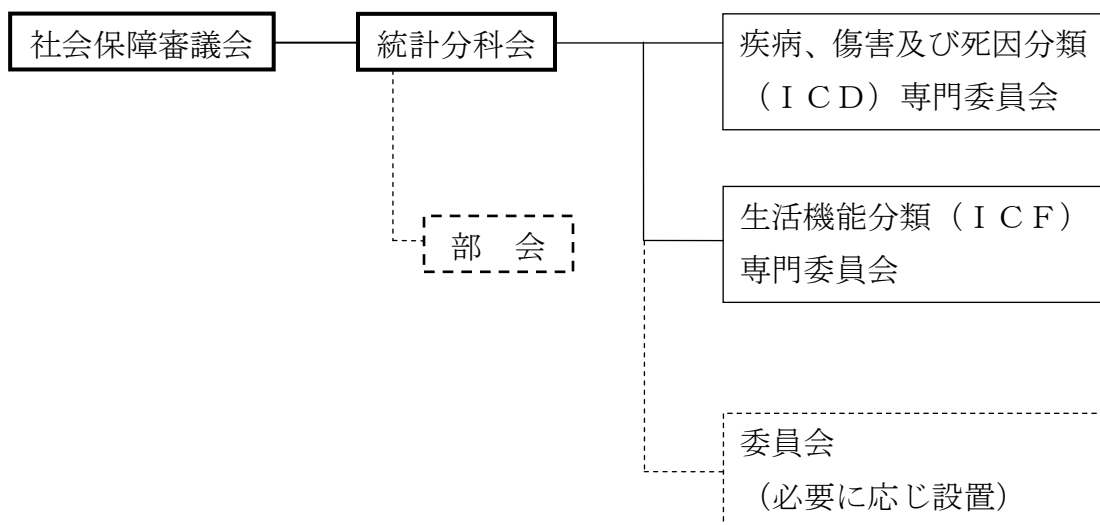 社会保障審議会
統計分科会
疾病、傷害及び死因分類
（ＩＣＤ）専門委員会
生活機能分類（ＩＣＦ）
専門委員会
部　会
委員会
（必要に応じ設置）